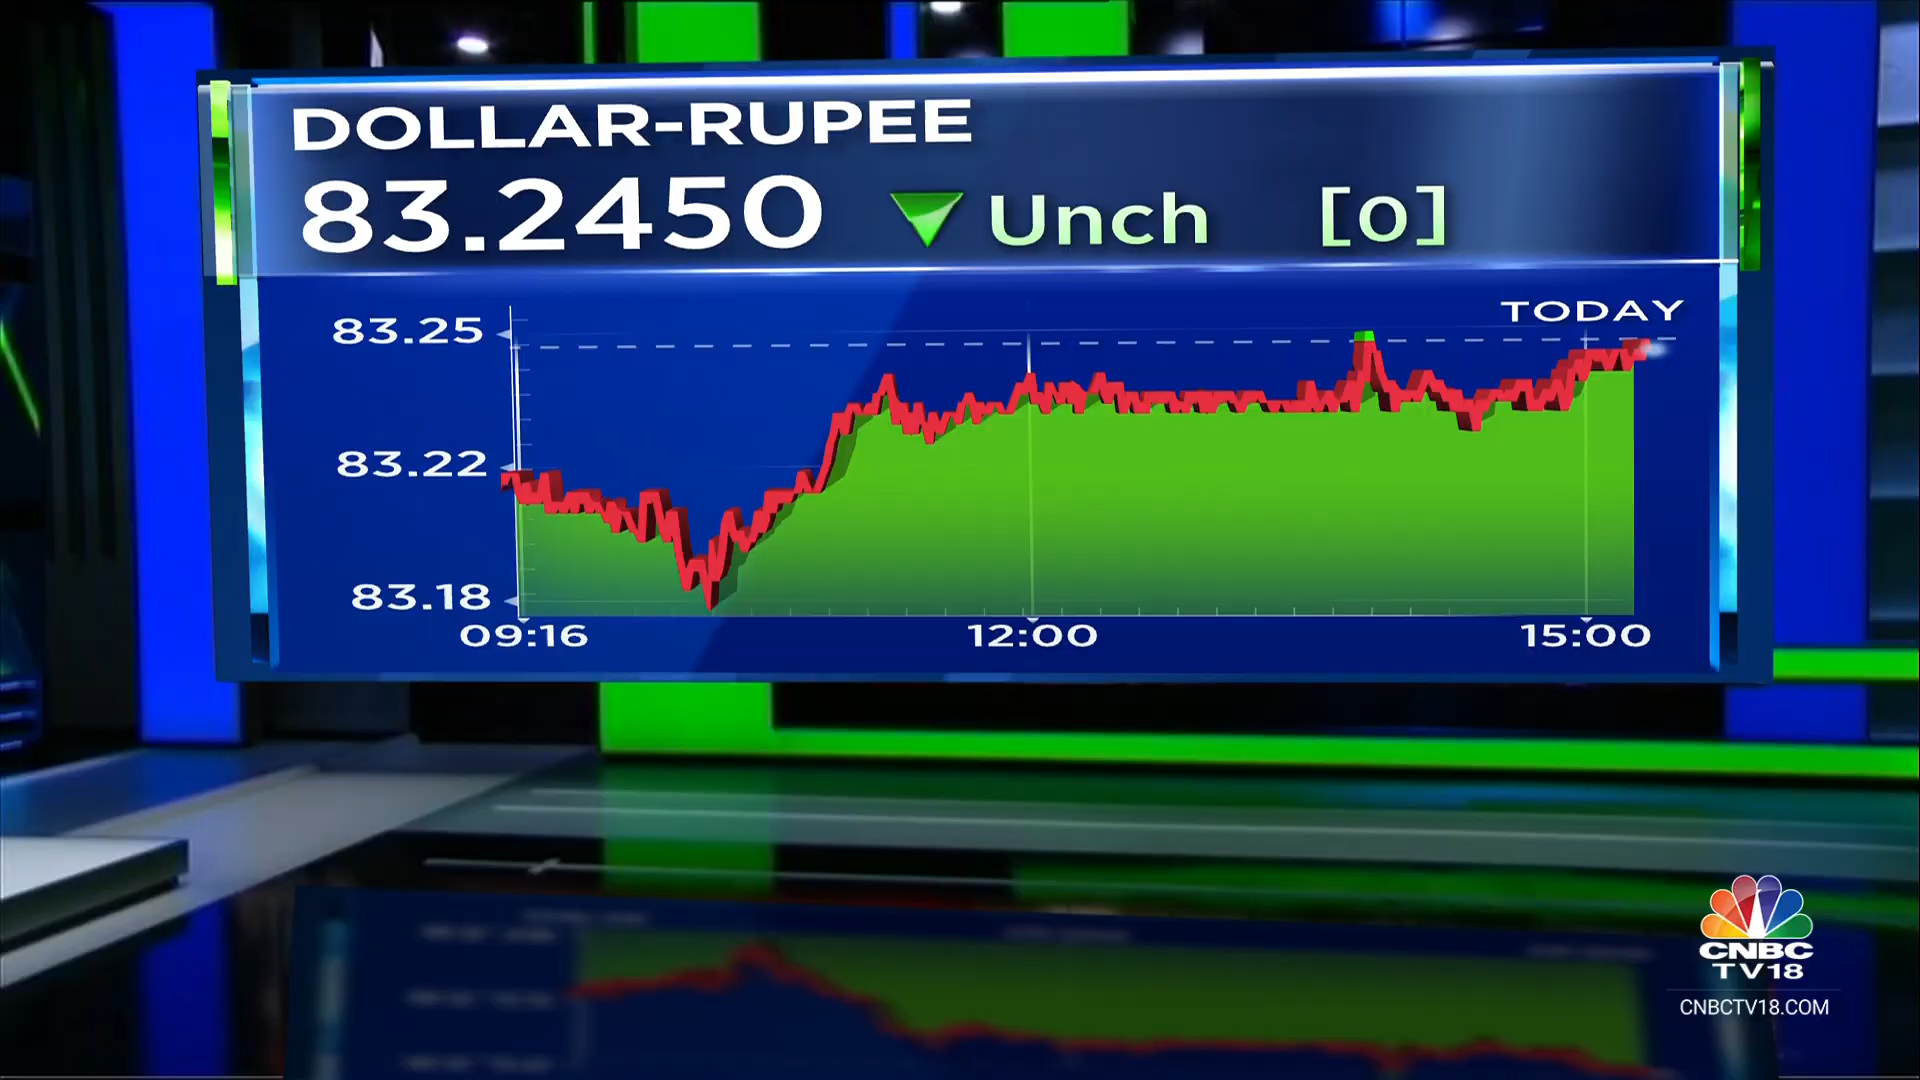 DOLLAR-RUPEE
83.2450 ▼ Unch [0]
TODAY
83.25
83.22
83.18
09:16 12:00 15:00
CNBC
TV18
CNBCTV18.COM